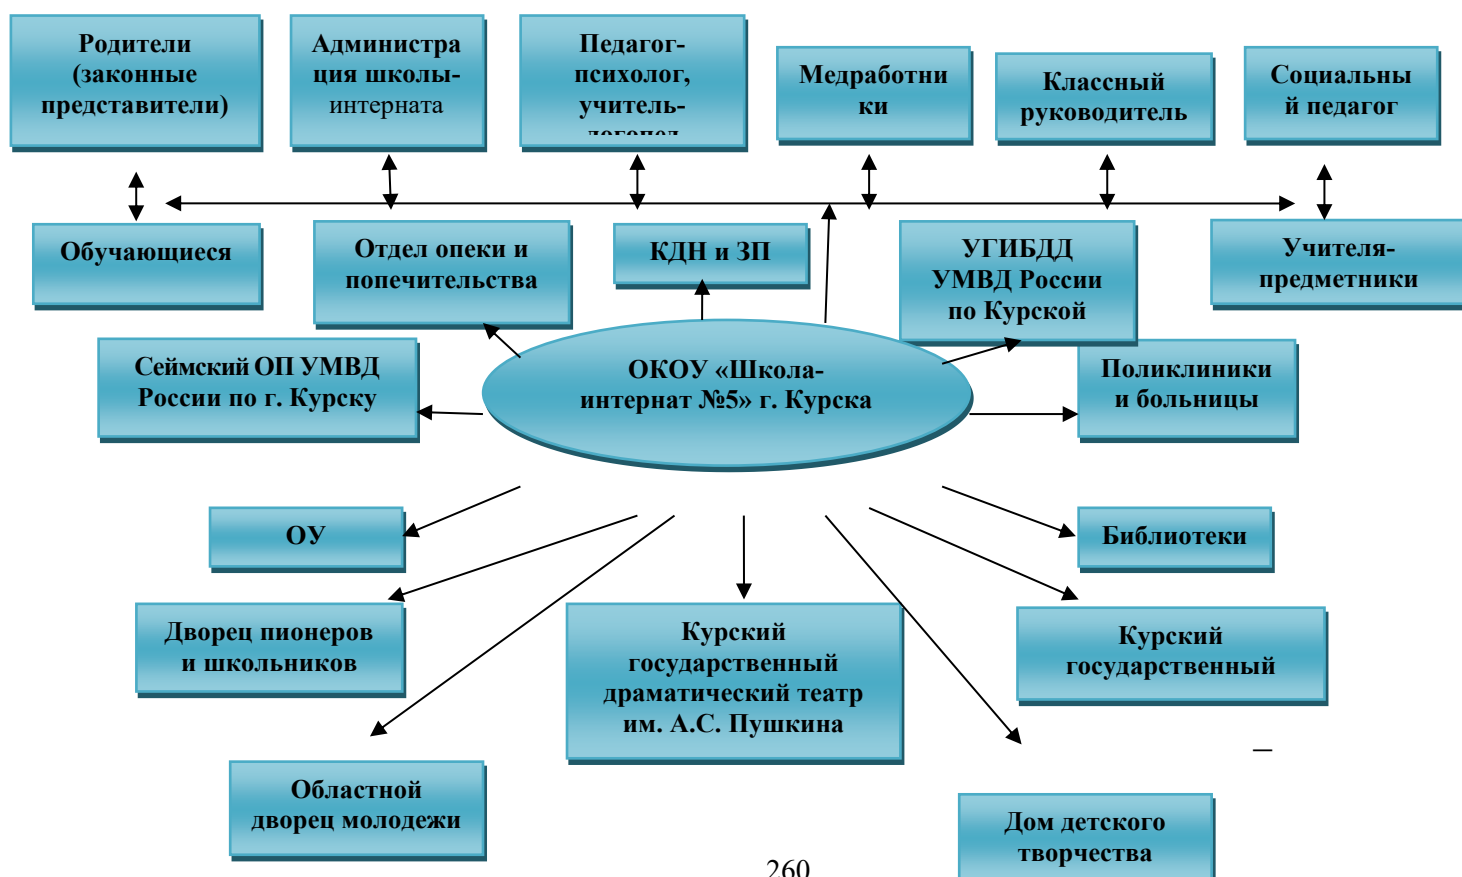 Родители
(законные
представители)
Администра
ция школы-
интерната
Педагог-
психолог,
учитель-
логопед
Медработни
ки
Классный
руководитель
Социальны
й педагог
Обучающиеся
Отдел опеки и
попечительства
КДН и ЗП
УГИБДД
УМВД России
по Курской
Учителя-
предметники
Сеймский ОП УМВД
России по г. Курску
ОКОУ «Школа-
интернат №5» г. Курска
Поликлиники
и больницы
ОУ
Библиотеки
Дворец пионеров
и школьников
Курский
государственный
драматический театр
им. А.С. Пушкина
Курский
государственный
Областной
дворец молодежи
Дом детского
творчества
260